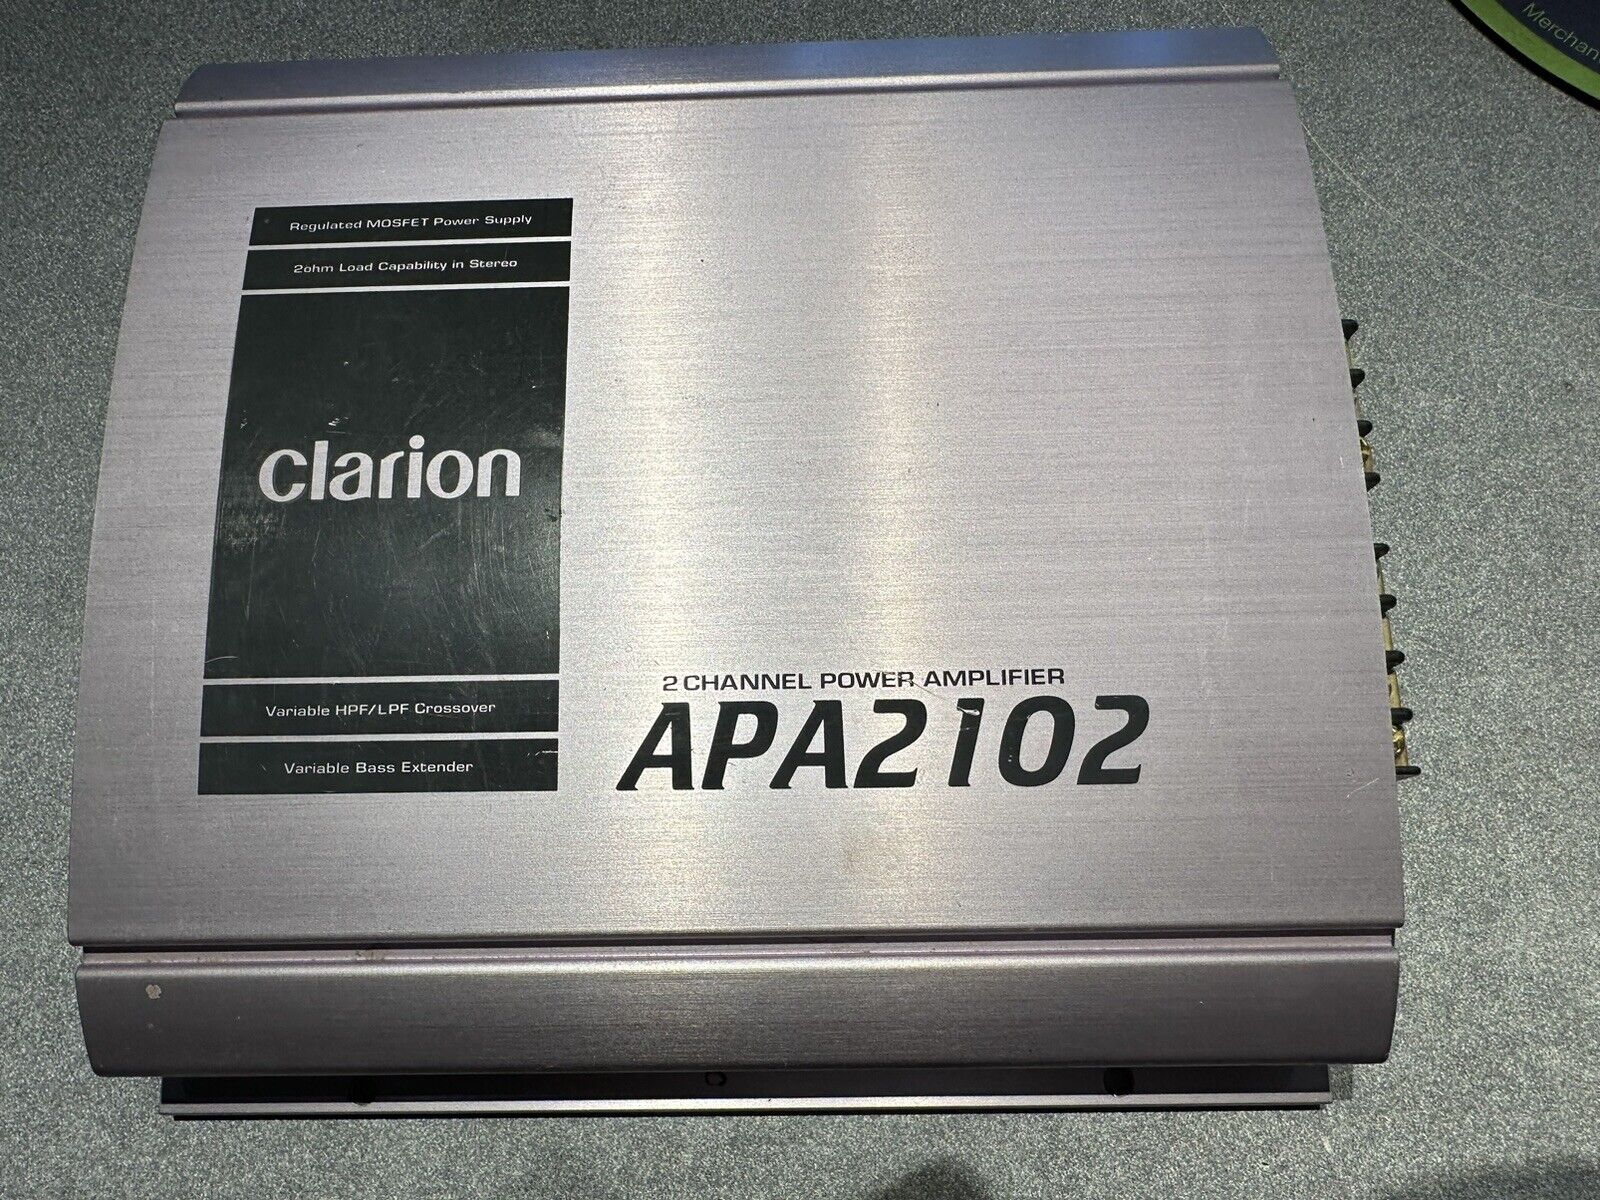 Regulated MOSFET Power Supply
2ohm Load Capability in Stereo
clarion
Variable HPF/LPF Crossover
Variable Bass Extender
2 CHANNEL POWER AMPLIFIER
APA2102